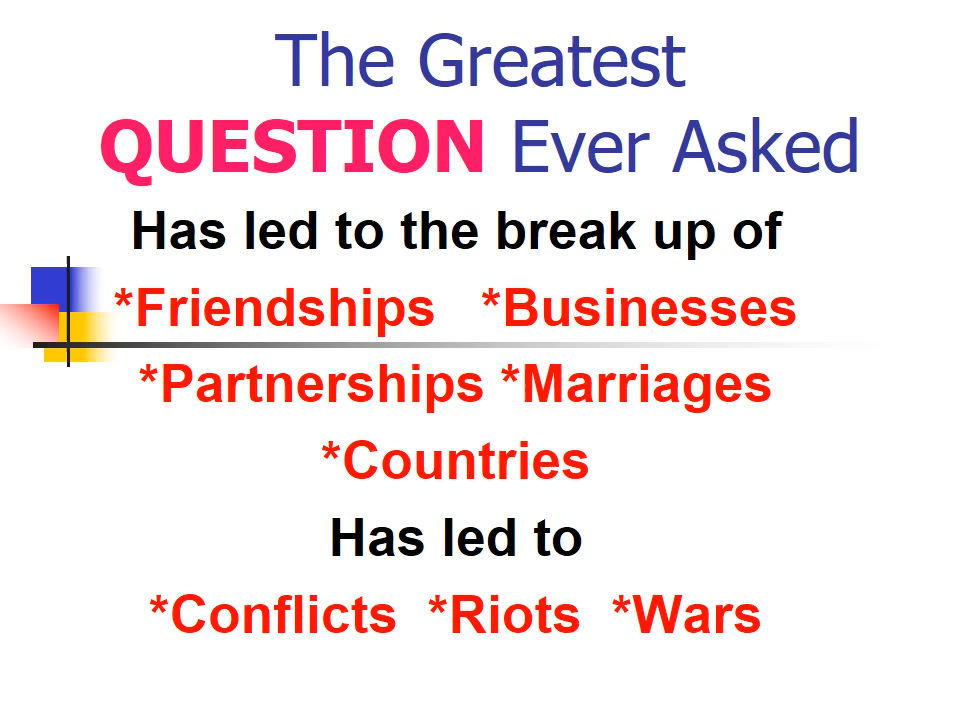 The Greatest
QUESTION Ever Asked
Has led to the break up of
*Friendships *Businesses
*Partnerships *Marriages
*Countries
Has led to
*Conflicts *Riots *Wars